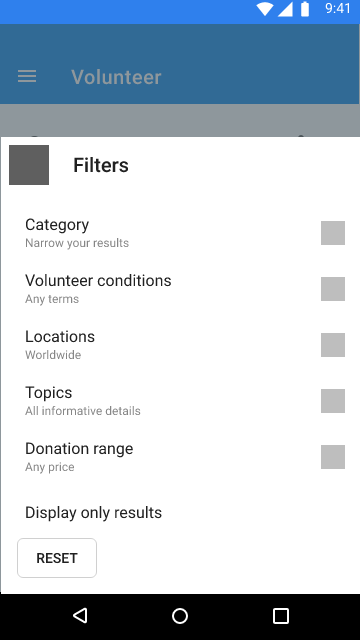 9:41
Volunteer
Filters
Category
Narrow your results
Volunteer conditions
Any terms
Locations
Worldwide
Topics
All informative details
Donation range
Any price
Display only results
RESET